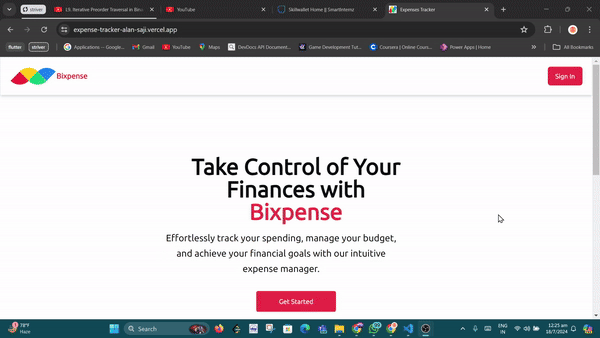 striver
13. Iterative Preorder Traversal in Bina
YouTube
Skillwallet Home || SmartInternz
Expenses Tracker
expense-tracker-alan-saji.vercel.app
flutter
striver
Applications — Google...
Gmail
YouTube
Maps
DevDocs API Document...
Game Development Tut...
Coursera | Online Cours...
Power Apps | Home
All Bookmarks
Bixpense
Sign In
Take Control of Your
Finances with
Bixpense
Effortlessly track your spending, manage your budget,
and achieve your financial goals with our intuitive
expense manager.
Get Started
78°F
Haze
Search
ENG
IN
12:25 am
18/7/2024